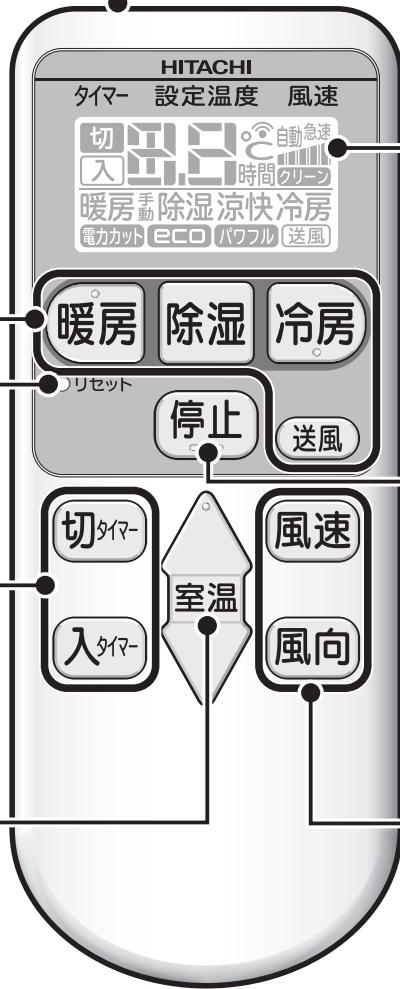 HITACHI
タイマー 設定温度 風速
切 8.8 ℃ 自動 急速
入 時間 クリーン
暖房 手動 除湿 涼快 冷房
電力カット eco パワフル 送風
暖房 除湿 冷房
リセット
停止 送風
切タイマー 風速
室温
入タイマー 風向